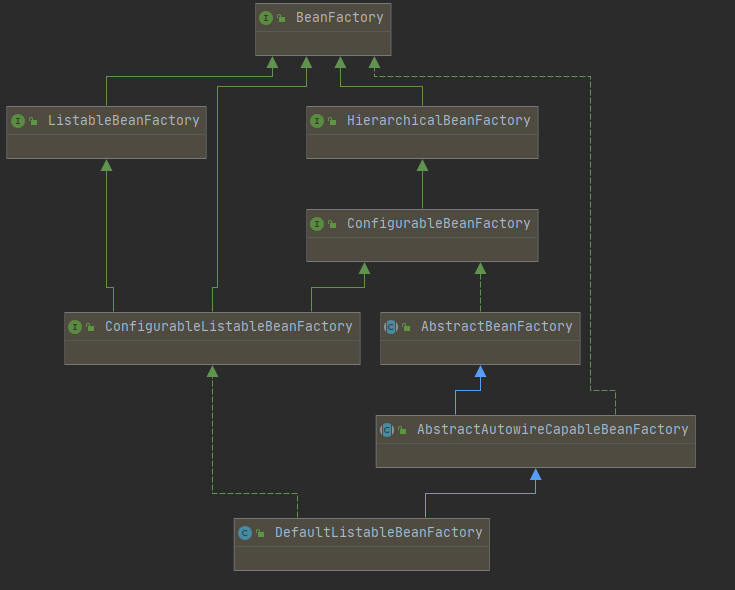 BeanFactory
ListableBeanFactory
HierarchicalBeanFactory
ConfigurableBeanFactory
ConfigurableListableBeanFactory
AbstractBeanFactory
AbstractAutowireCapableBeanFactory
DefaultListableBeanFactory